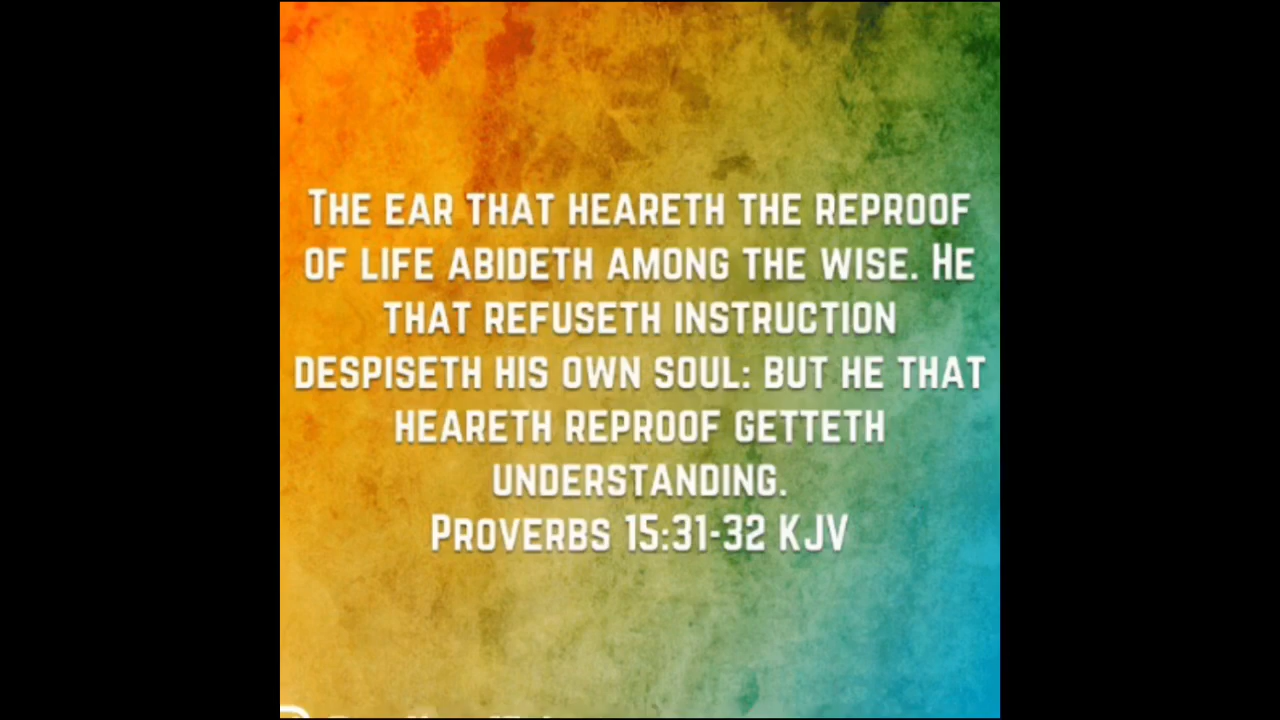 The ear that heareth the reproof
of life abideth among the wise. He
that refuseth instruction
despiseth his own soul: but he that
heareth reproof getteth
understanding.
Proverbs 15:31-32 KJV